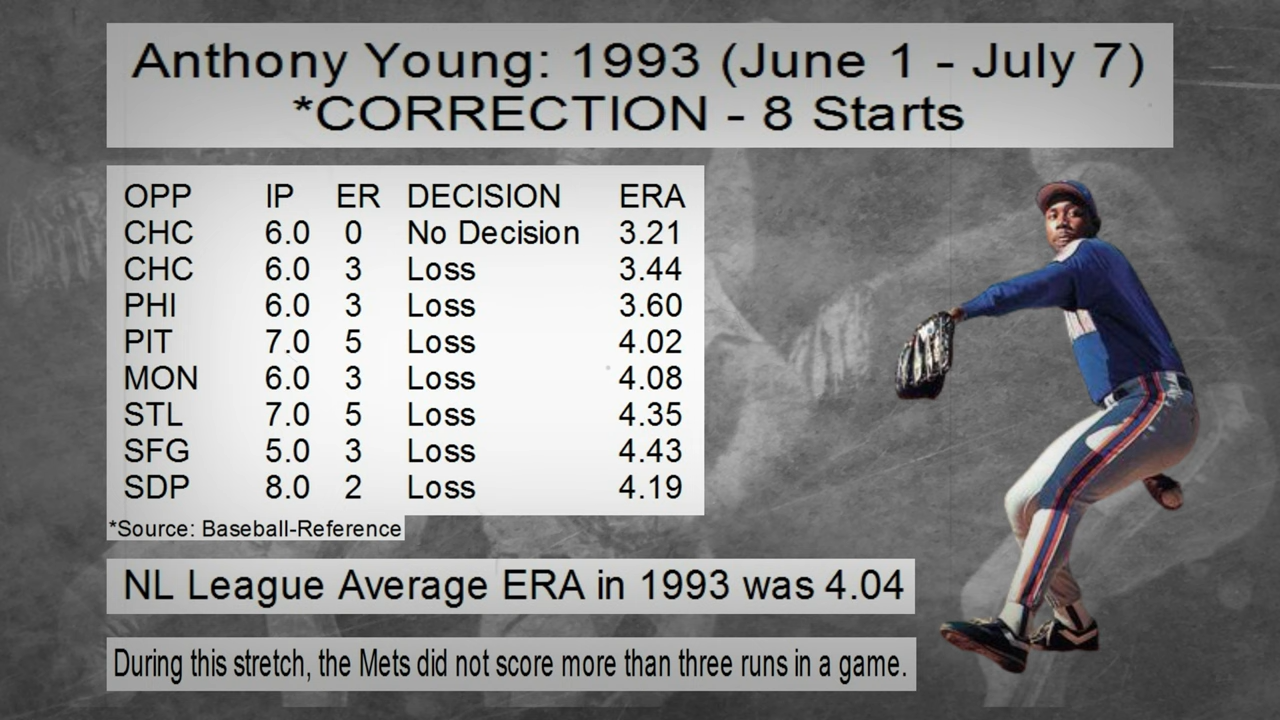 Anthony Young: 1993 (June 1 - July 7)
*CORRECTION - 8 Starts
OPP IP ER DECISION ERA
CHC 6.0 0 No Decision 3.21
CHC 6.0 3 Loss 3.44
PHI 6.0 3 Loss 3.60
PIT 7.0 5 Loss 4.02
MON 6.0 3 Loss 4.08
STL 7.0 5 Loss 4.35
SFG 5.0 3 Loss 4.43
SDP 8.0 2 Loss 4.19
*Source: Baseball-Reference
NL League Average ERA in 1993 was 4.04
During this stretch, the Mets did not score more than three runs in a game.